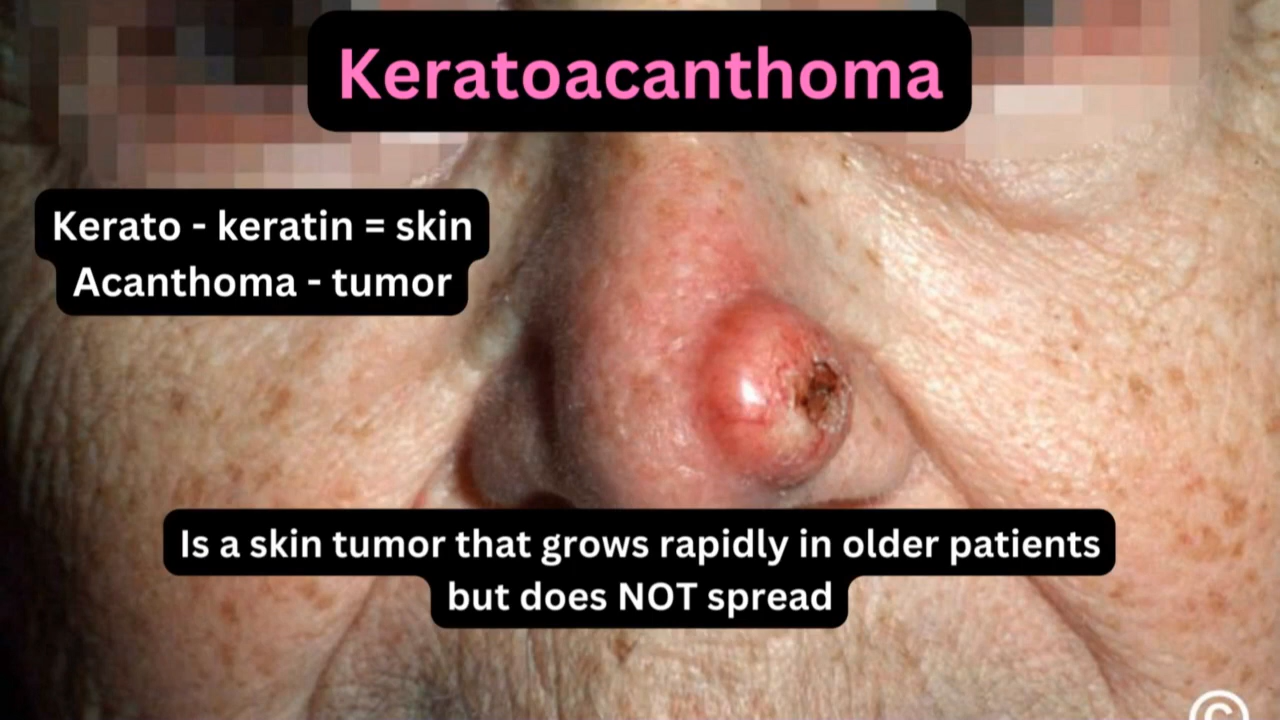 Keratoacanthoma
Kerato - keratin = skin
Acanthoma - tumor
Is a skin tumor that grows rapidly in older patients
but does NOT spread
©